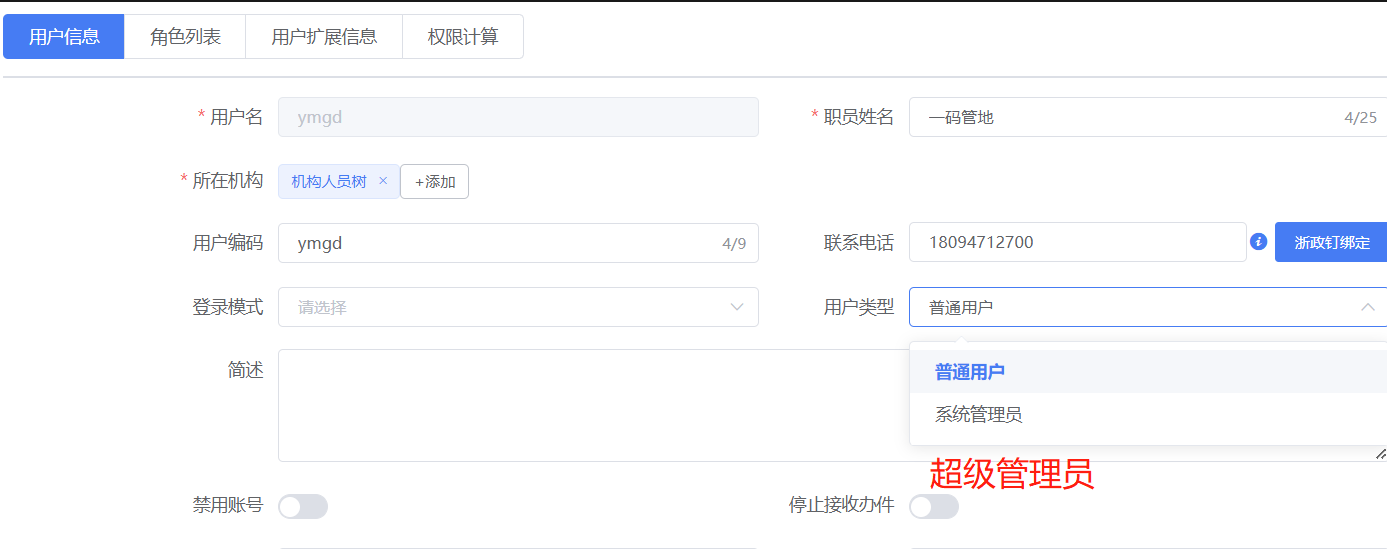 用户信息 角色列表 用户扩展信息 权限计算
* 用户名 ymgd * 职员姓名 一码管地 4/25
* 所在机构 机构人员树 × +添加
用户编码 ymgd 4/9 联系电话 18094712700 i 浙政钉绑定
登录模式 请选择 用户类型 普通用户
简述
普通用户
系统管理员
超级管理员
禁用账号 停止接收办件